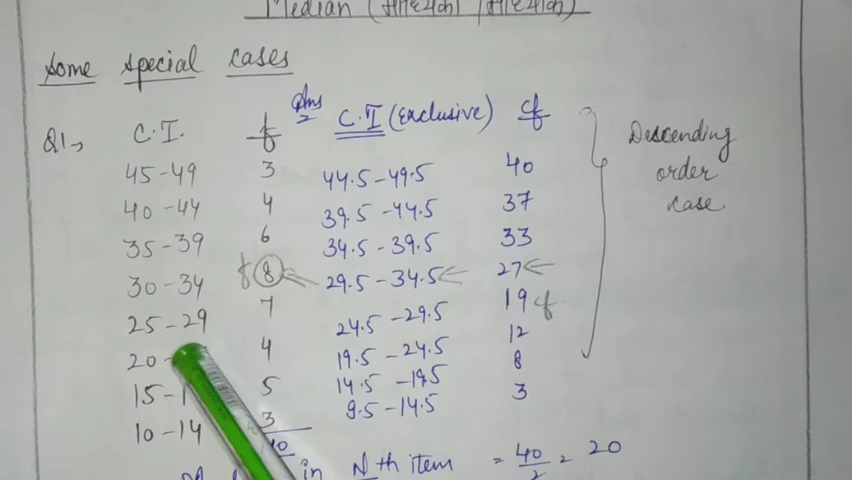 Median (माध्यिका / माध्यिका)
Some special cases
Q1→ C.I. f Ans C.I (Exclusive) cf
45-49 3 44.5-49.5 40
40-44 4 39.5-44.5 37
35-39 6 34.5-39.5 33
30-34 f 8 29.5-34.5 ← 27 ←
25-29 7 24.5-29.5 19 cf
20- 4 19.5-24.5 12
15-1 5 14.5-19.5 8
10-14 3 9.5-14.5 3
Descending
order
case
in Nth item = 40/2 = 20